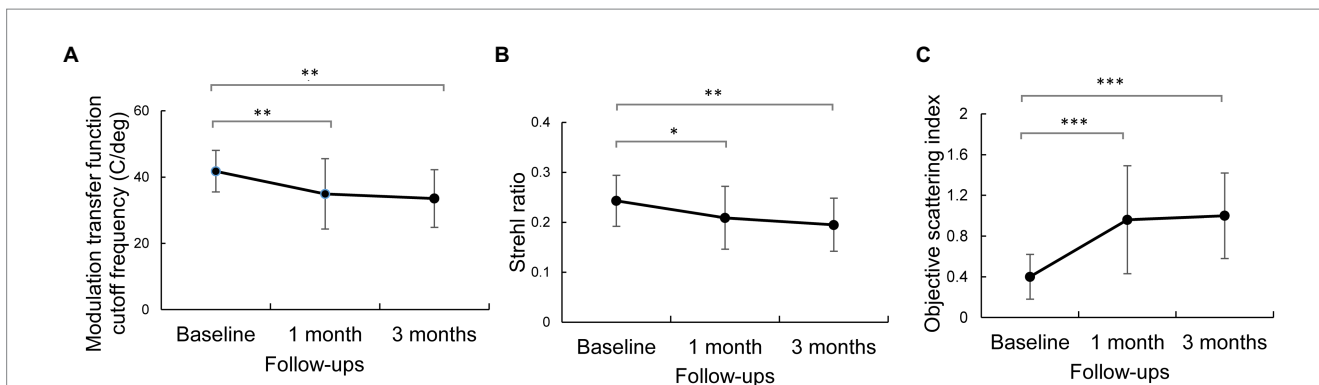 A
Modulation transfer function
cutoff frequency (C/deg)
60
40
20
0
**
**
Baseline 1 month 3 months
Follow-ups
B
Strehl ratio
0.4
0.3
0.2
0.1
0
**
*
Baseline 1 month 3 months
Follow-ups
C
Objective scattering index
2
1.6
1.2
0.8
0.4
0
***
***
Baseline 1 month 3 months
Follow-ups